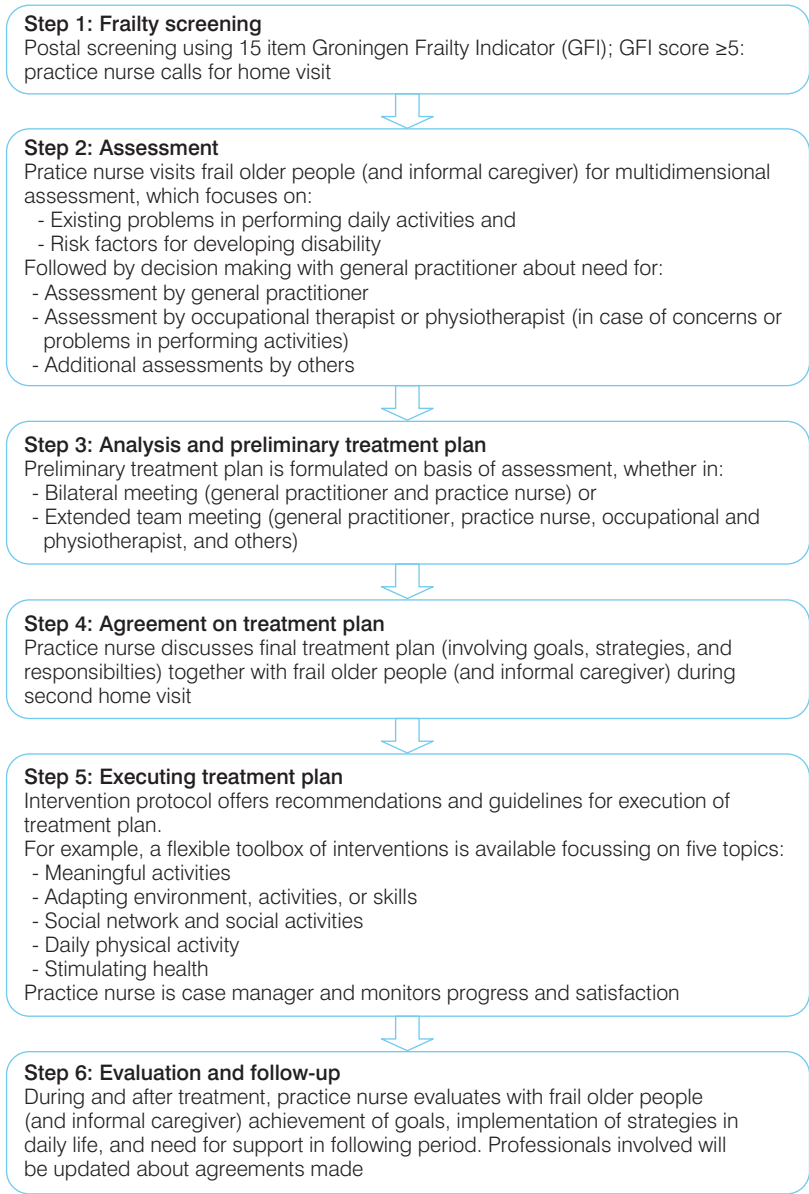 Step 1: Frailty screening
Postal screening using 15 item Groningen Frailty Indicator (GFI); GFI score ≥5:
practice nurse calls for home visit
Step 2: Assessment
Pratice nurse visits frail older people (and informal caregiver) for multidimensional
assessment, which focuses on:
- Existing problems in performing daily activities and
- Risk factors for developing disability
Followed by decision making with general practitioner about need for:
- Assessment by general practitioner
- Assessment by occupational therapist or physiotherapist (in case of concerns or
problems in performing activities)
- Additional assessments by others
Step 3: Analysis and preliminary treatment plan
Preliminary treatment plan is formulated on basis of assessment, whether in:
- Bilateral meeting (general practitioner and practice nurse) or
- Extended team meeting (general practitioner, practice nurse, occupational and
physiotherapist, and others)
Step 4: Agreement on treatment plan
Practice nurse discusses final treatment plan (involving goals, strategies, and
responsibilties) together with frail older people (and informal caregiver) during
second home visit
Step 5: Executing treatment plan
Intervention protocol offers recommendations and guidelines for execution of
treatment plan.
For example, a flexible toolbox of interventions is available focussing on five topics:
- Meaningful activities
- Adapting environment, activities, or skills
- Social network and social activities
- Daily physical activity
- Stimulating health
Practice nurse is case manager and monitors progress and satisfaction
Step 6: Evaluation and follow-up
During and after treatment, practice nurse evaluates with frail older people
(and informal caregiver) achievement of goals, implementation of strategies in
daily life, and need for support in following period. Professionals involved will
be updated about agreements made